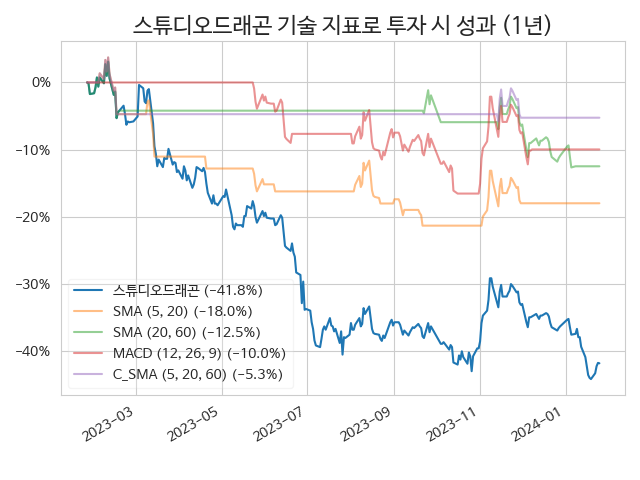 스튜디오드래곤 기술 지표로 투자 시 성과 (1년)
0%
−10%
−20%
−30%
−40%
스튜디오드래곤 (−41.8%)
SMA (5, 20) (−18.0%)
SMA (20, 60) (−12.5%)
MACD (12, 26, 9) (−10.0%)
C_SMA (5, 20, 60) (−5.3%)
2023−03
2023−05
2023−07
2023−09
2023−11
2024−01